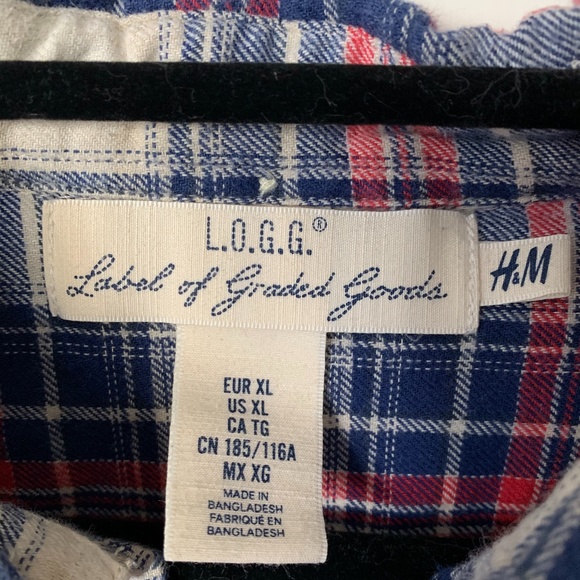 L.O.G.G.®
Label of Graded Goods
H&M
EUR XL
US XL
CA TG
CN 185/116A
MX XG
MADE IN
BANGLADESH
FABRIQUÉ EN
BANGLADESH